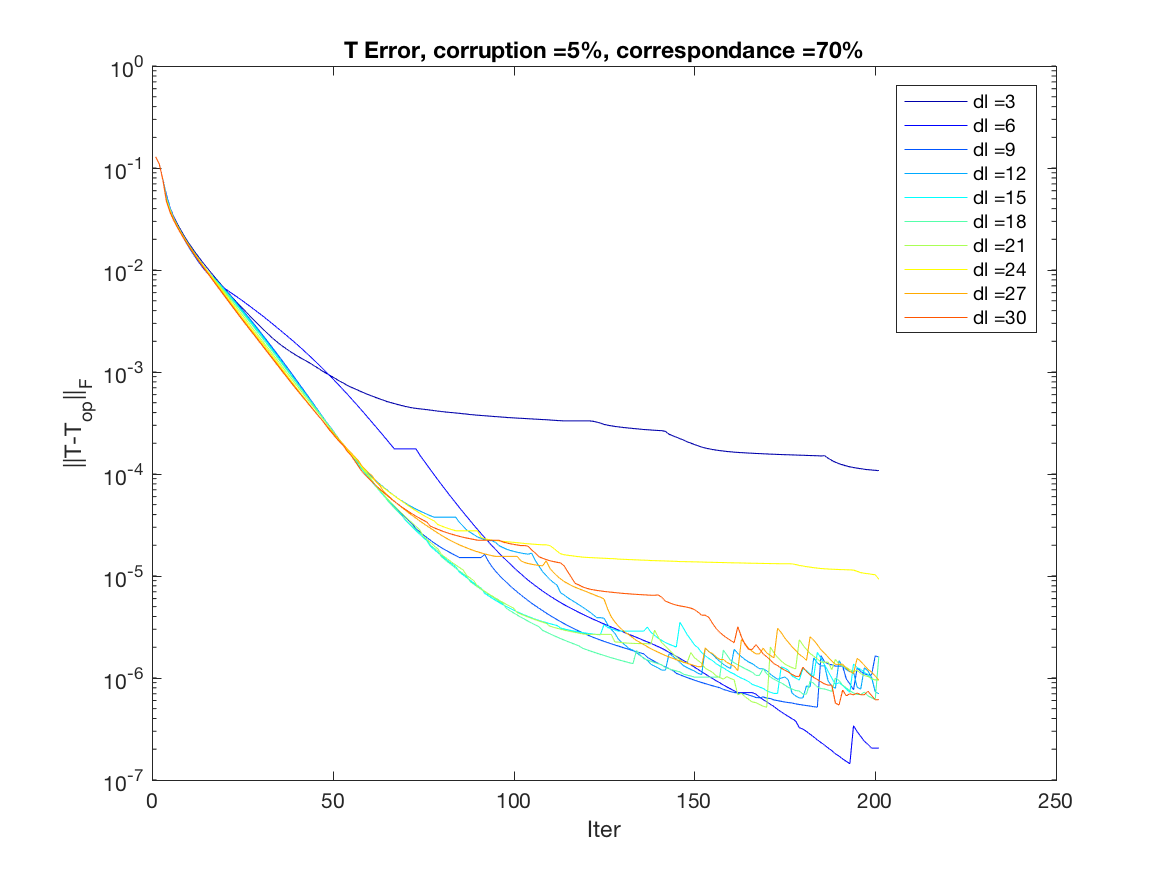 T Error, corruption =5%, correspondance =70%
10^0
10^-1
10^-2
10^-3
10^-4
10^-5
10^-6
10^-7
||T-T_op||_F
0 50 100 150 200 250
Iter
dl =3
dl =6
dl =9
dl =12
dl =15
dl =18
dl =21
dl =24
dl =27
dl =30